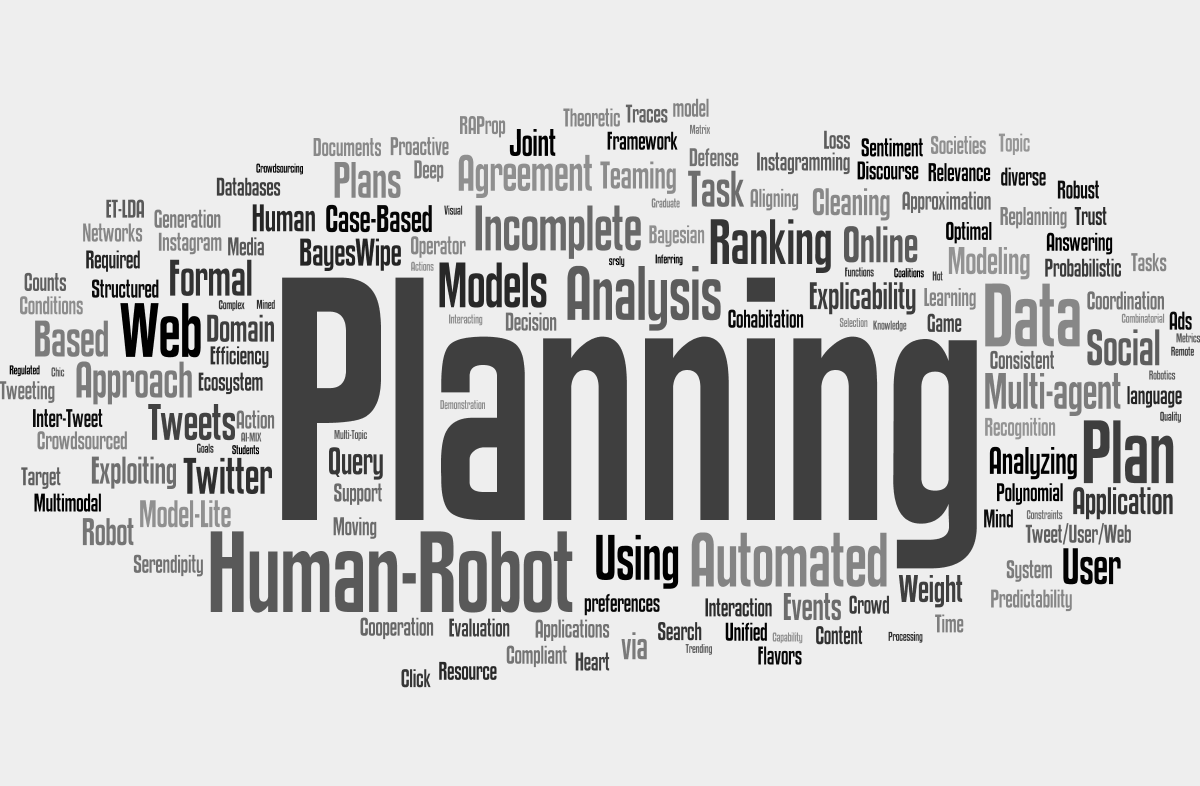 model
Theoretic Traces
RAProp
Matrix
Joint Framework
Documents Proactive
Loss Sentiment Societies Topic
Defense Instagramming Discourse Relevance diverse
Crowdsourcing
Plans Deep Agreement Teaming Task
Databases
Robust
Graduate Aligning Cleaning Approximation
ET-LDA Generation Human Case-Based Visual
Replanning Trust
Networks Instagram Media BayesWipe Operator Incomplete Bayesian Ranking Online Optimal Answering
Required
Actions srsly Inferring
Modeling Probabilistic Tasks
Counts Structured Formal
Models Analysis functions Coalitions Hot
Conditions Complex Mined
Explicability Learning Data Coordination
Based Web Domain
Interacting Decision Cohabitation Selection Knowledge Game
Combinatorial Ads
Efficiency
Consistent Social Metrics
Remote
Regulated Chic Approach Ecosystem
Robotics
Tweeting
Planning
Multi-agent language
Demonstration
Inter-Tweet Tweets Action
Quality
Crowdsourced AI-MIX
Multi-Topic
Recognition Plan
Goals Students
Target Exploiting Twitter Query
Analyzing
Support
Polynomial Application
Multimodal Model-Lite
Mind Constraints
Robot Moving
Tweet/User/Web
Serendipity Human-Robot Using Automated
System User
Weight
Predictability
preferences Interaction Events Crowd
Time
Cooperation Evaluation Applications Search Unified Capability Content Processing
via Trending
Compliant Heart Flavors
Click Resource